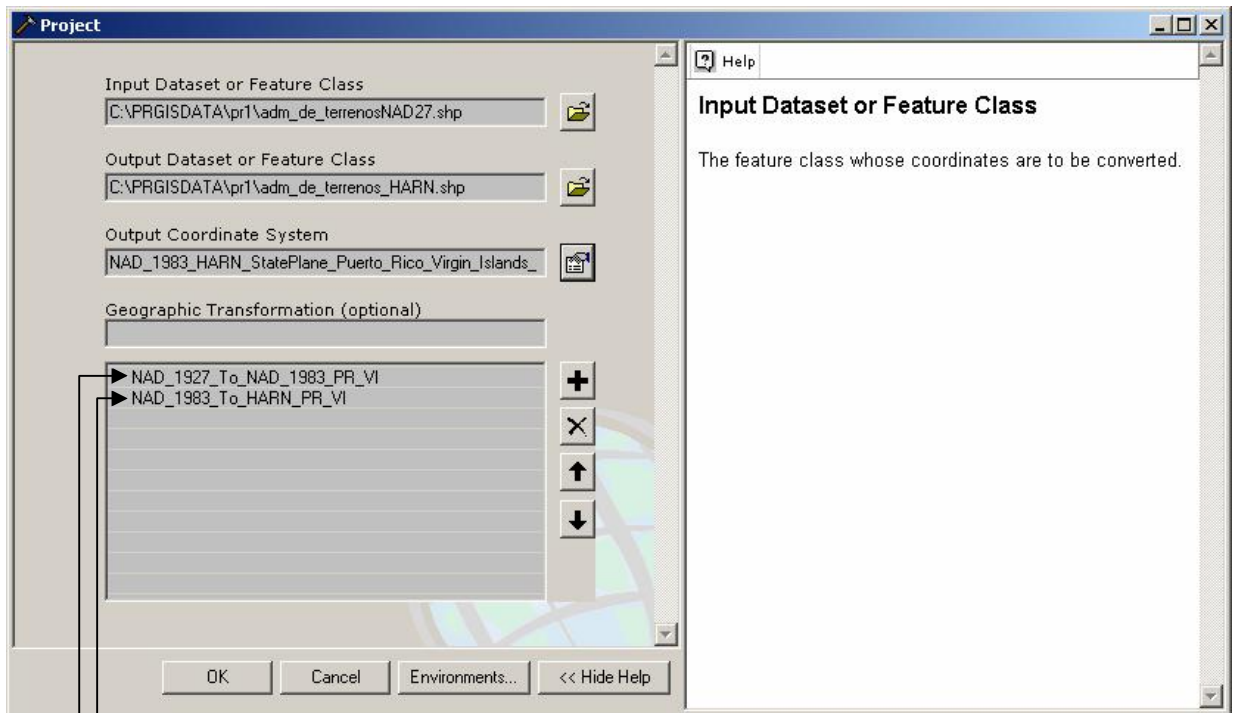 Project
Input Dataset or Feature Class
C:\PRGISDATA\pr1\adm_de_terrenosNAD27.shp
Output Dataset or Feature Class
C:\PRGISDATA\pr1\adm_de_terrenos_HARN.shp
Output Coordinate System
NAD_1983_HARN_StatePlane_Puerto_Rico_Virgin_Islands_
Geographic Transformation (optional)
NAD_1927_To_NAD_1983_PR_VI
NAD_1983_To_HARN_PR_VI
OK
Cancel
Environments...
<< Hide Help
Help
Input Dataset or Feature Class
The feature class whose coordinates are to be converted.